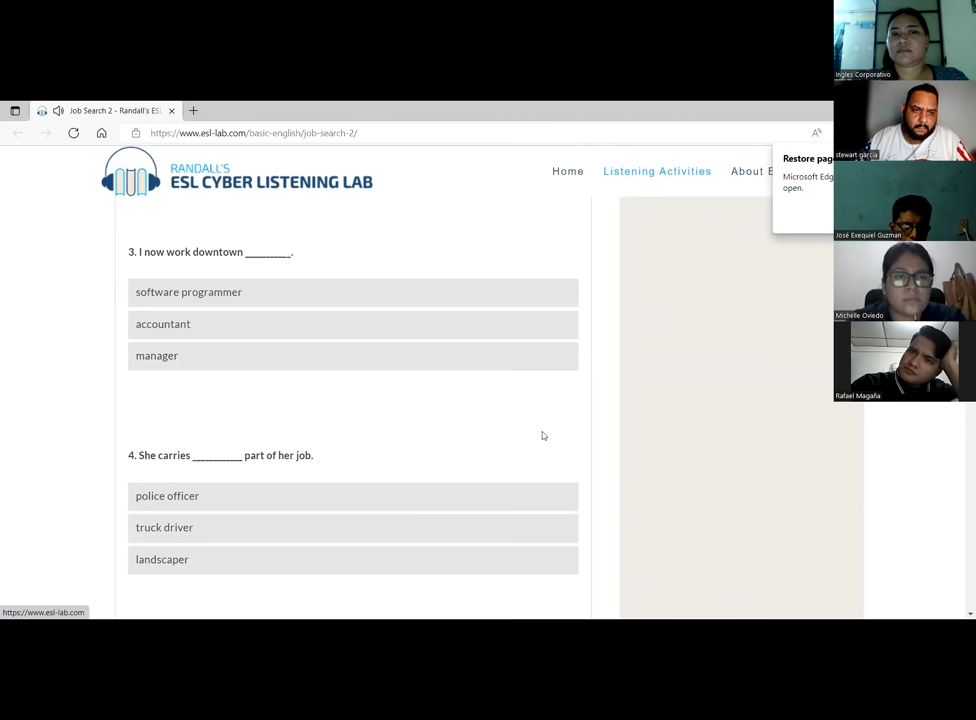 Job Search 2 - Randall's ESL
https://www.esl-lab.com/basic-english/job-search-2/
RANDALL'S
ESL CYBER LISTENING LAB
Home
Listening Activities
About E
Restore pag
Microsoft Edg
open.
3. I now work downtown __________.
software programmer
accountant
manager
4. She carries ___________ part of her job.
police officer
truck driver
landscaper
https://www.esl-lab.com
Ingles Corporativo
stewart garcia
José Exequiel Guzman
Michelle Oviedo
Rafael Magaña